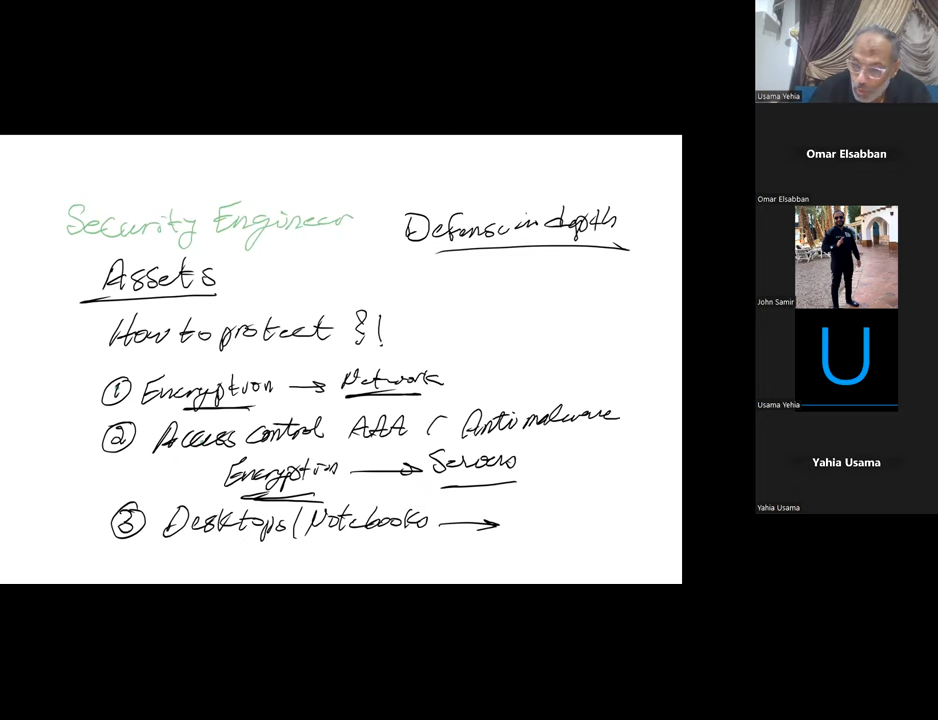 Security Engineer
Defense in depth
Assets
How to protect ?!
① Encryption → Network
② Access control AAA ( Antimalware
Encryption → Servers
③ Desktops/Notebooks →
Usama Yehia
Omar Elsabban
Omar Elsabban
John Samir
U
Usama Yehia
Yahia Usama
Yahia Usama